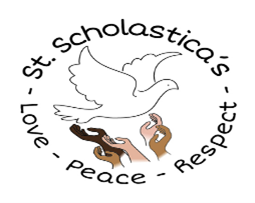 - St. Scholastica's -
Love - Peace - Respect